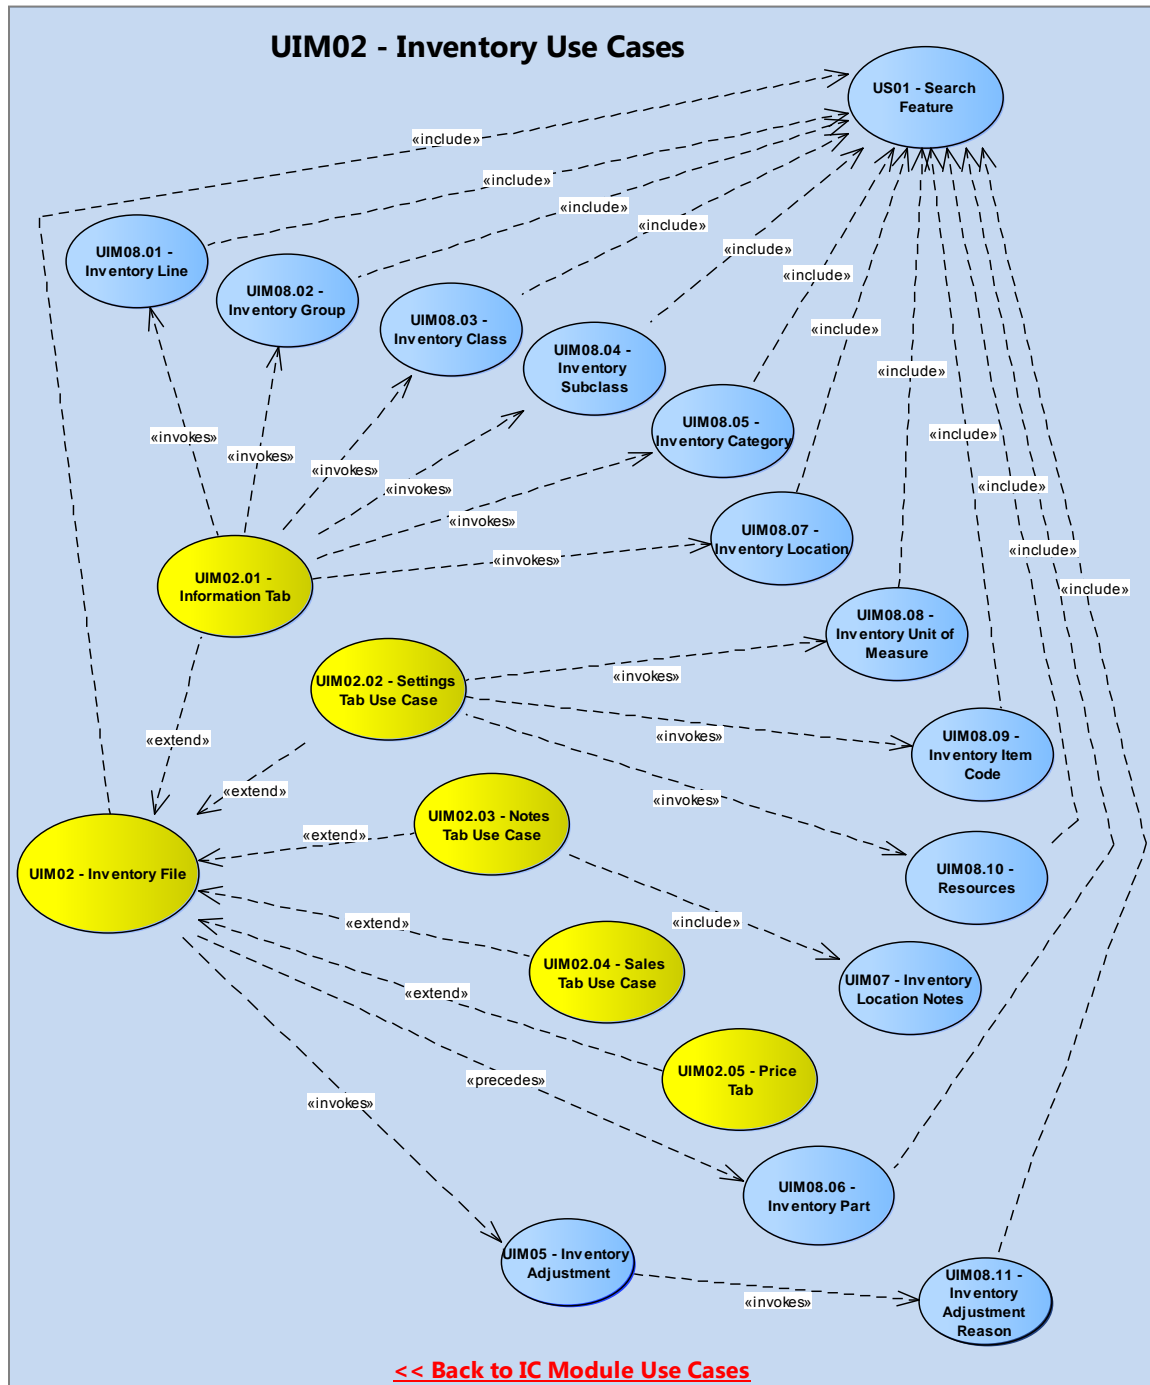 UIM02 - Inventory Use Cases
US01 - Search
Feature
«include»
«include»
«include»
«include»
«include»
«include»
«include»
«include»
«include»
«include»
«include»
«include»
UIM08.01 -
Inventory Line
UIM08.02 -
Inventory Group
UIM08.03 -
Inventory Class
UIM08.04 -
Inventory
Subclass
UIM08.05 -
Inventory Category
UIM08.07 -
Inventory Location
«invokes»
«invokes»
«invokes»
«invokes»
«invokes»
«invokes»
UIM02.01 -
Information Tab
UIM08.08 -
Inventory Unit of
Measure
UIM02.02 - Settings
Tab Use Case
«invokes»
«invokes»
«invokes»
UIM08.09 -
Inventory Item
Code
«extend»
«extend»
UIM02.03 - Notes
Tab Use Case
«extend»
UIM02 - Inventory File
UIM08.10 -
Resources
«include»
«extend»
UIM02.04 - Sales
Tab Use Case
UIM07 - Inventory
Location Notes
«extend»
UIM02.05 - Price
Tab
«precedes»
«invokes»
UIM08.06 -
Inventory Part
UIM05 - Inventory
Adjustment
«invokes»
UIM08.11 -
Inventory
Adjustment
Reason
<< Back to IC Module Use Cases